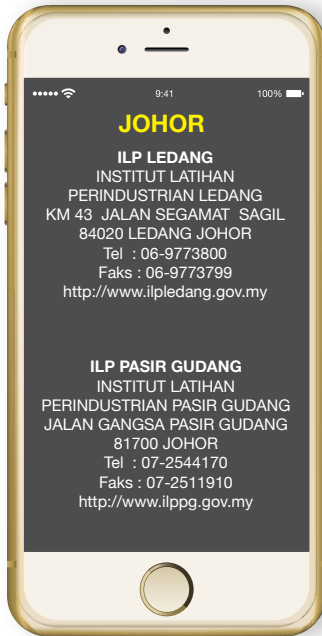 9:41 100%
JOHOR
ILP LEDANG
INSTITUT LATIHAN
PERINDUSTRIAN LEDANG
KM 43 JALAN SEGAMAT SAGIL
84020 LEDANG JOHOR
Tel : 06-9773800
Faks : 06-9773799
http://www.ilpledang.gov.my
ILP PASIR GUDANG
INSTITUT LATIHAN
PERINDUSTRIAN PASIR GUDANG
JALAN GANGSA PASIR GUDANG
81700 JOHOR
Tel : 07-2544170
Faks : 07-2511910
http://www.ilppg.gov.my